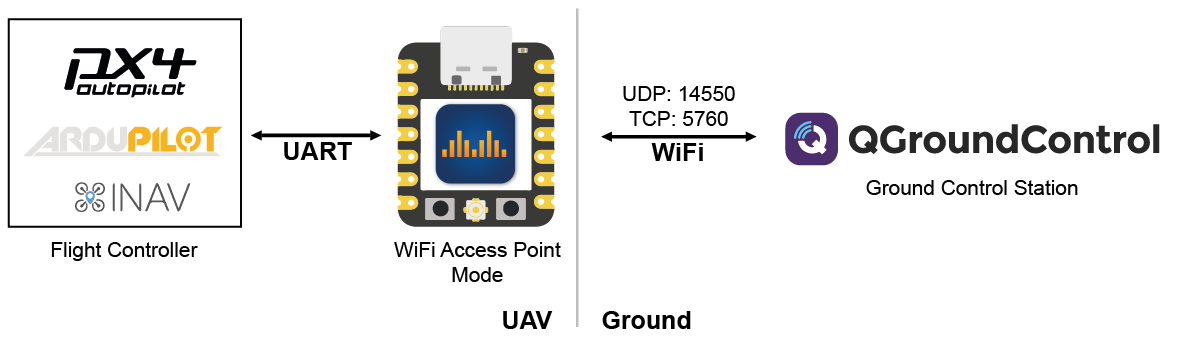 px4
autopilot
ARDUPILOT
INAV
Flight Controller
UART
WiFi Access Point
Mode
UDP: 14550
TCP: 5760
WiFi
QGroundControl
Ground Control Station
UAV
Ground